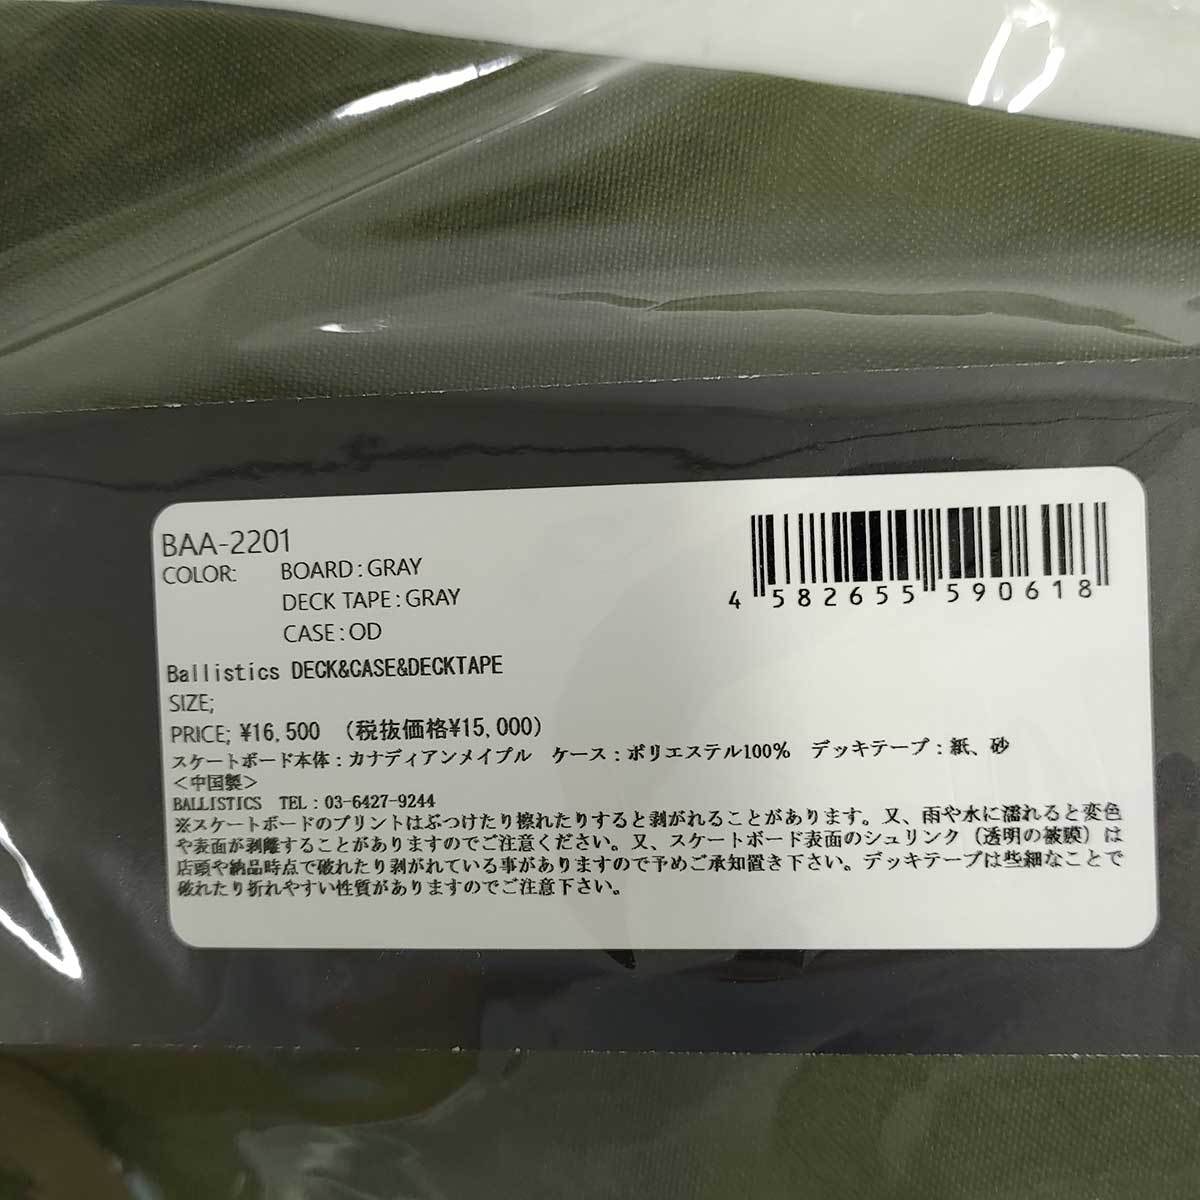 BAA-2201
COLOR: BOARD:GRAY
DECK TAPE:GRAY
CASE:OD
4 582655 590618
Ballistics DECK&CASE&DECKTAPE
SIZE;
PRICE; ¥16,500 (税抜価格¥15,000)
スケートボード本体:カナディアンメイプル ケース:ポリエステル100% デッキテープ:紙、砂
<中国製>
BALLISTICS TEL:03-6427-9244
※スケートボードのプリントはぶつけたり擦れたりすると剥がれることがあります。又、雨や水に濡れると変色
や表面が剥離することがありますのでご注意ください。又、スケートボード表面のシュリンク(透明の被膜)は
店頭や納品時点で破れたり剥がれている事がありますので予めご承知置き下さい。デッキテープは些細なことで
破れたり折れやすい性質がありますのでご注意下さい。